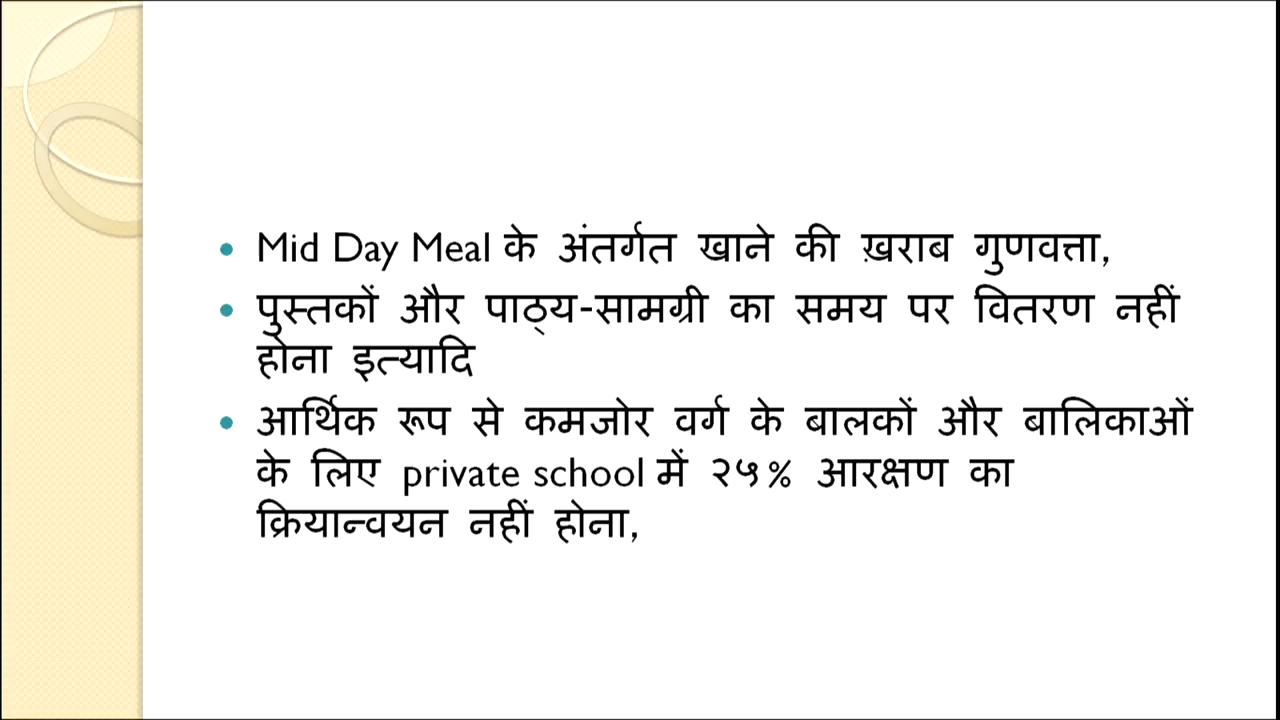 Mid Day Meal के अंतर्गत खाने की ख़राब गुणवत्ता,
पुस्तकों और पाठ्य-सामग्री का समय पर वितरण नहीं
होना इत्यादि
आर्थिक रूप से कमजोर वर्ग के बालकों और बालिकाओं
के लिए private school में २५% आरक्षण का
क्रियान्वयन नहीं होना,